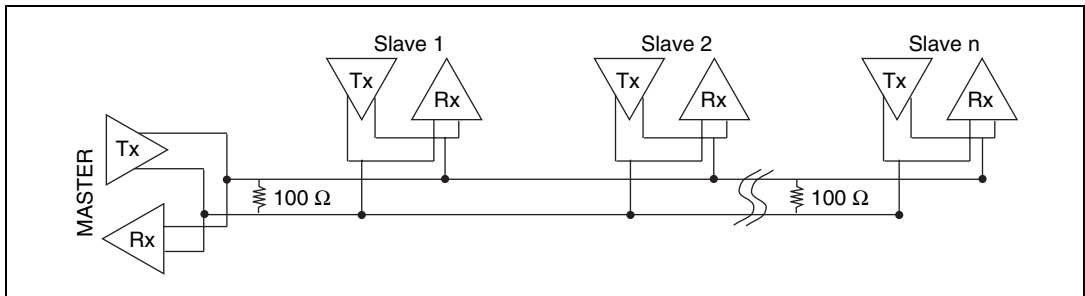 Slave 1
Slave 2
Slave n
Tx
Rx
Tx
Rx
Tx
Rx
MASTER
Tx
Rx
100 Ω
100 Ω